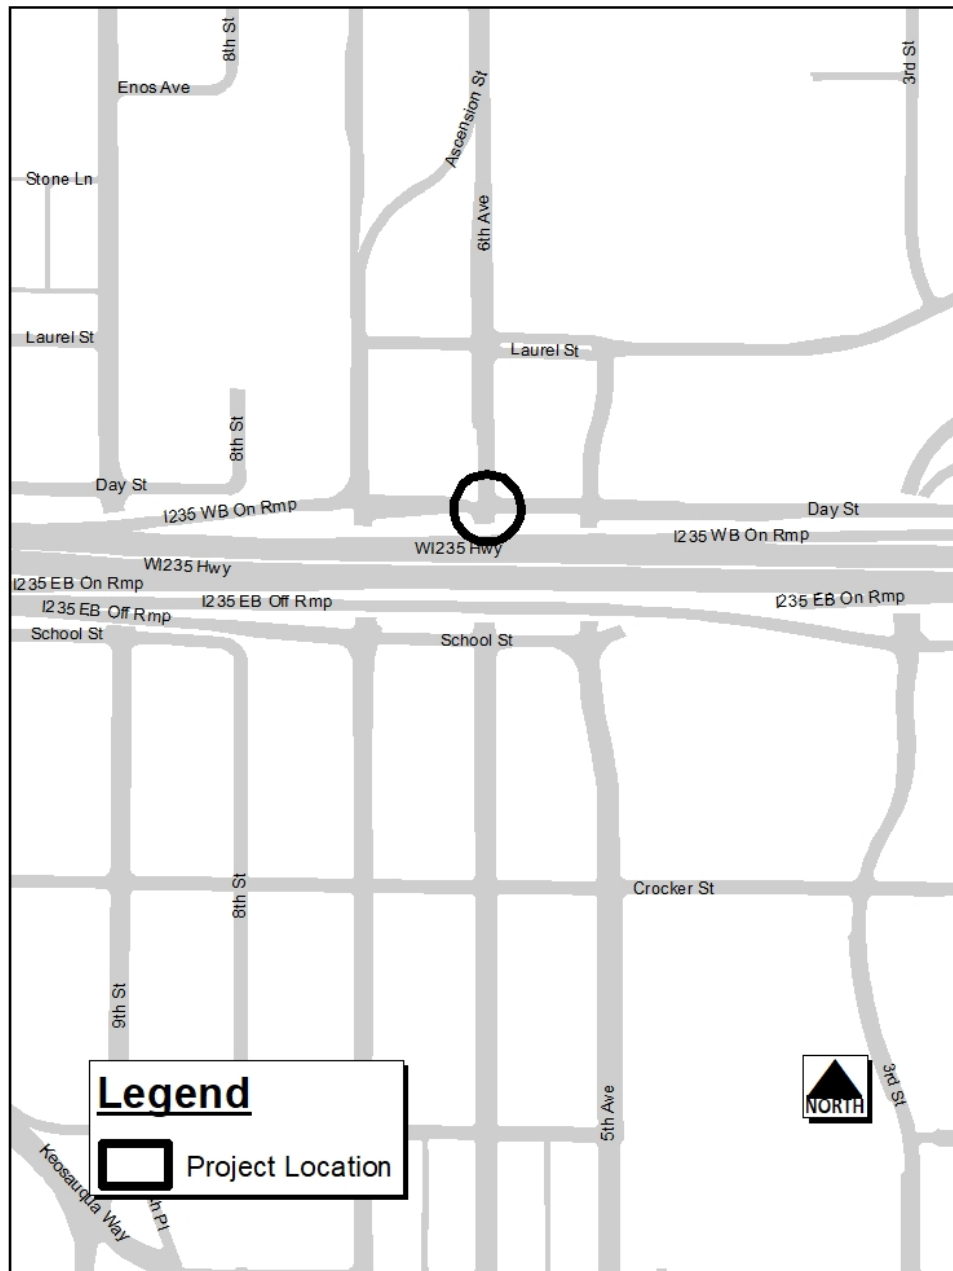 8th St
3rd St
Enos Ave
Ascension St
Stone Ln
6th Ave
Laurel St
Laurel St
8th St
Day St
I235 WB On Rmp
Day St
I235 WB On Rmp
WI235 Hwy
WI235 Hwy
I235 EB On Rmp
I235 EB Off Rmp
I235 EB On Rmp
I235 EB Off Rmp
School St
School St
8th St
Crocker St
9th St
Legend
Project Location
NORTH
3rd St
5th Ave
Keosauqua Way
h Pl